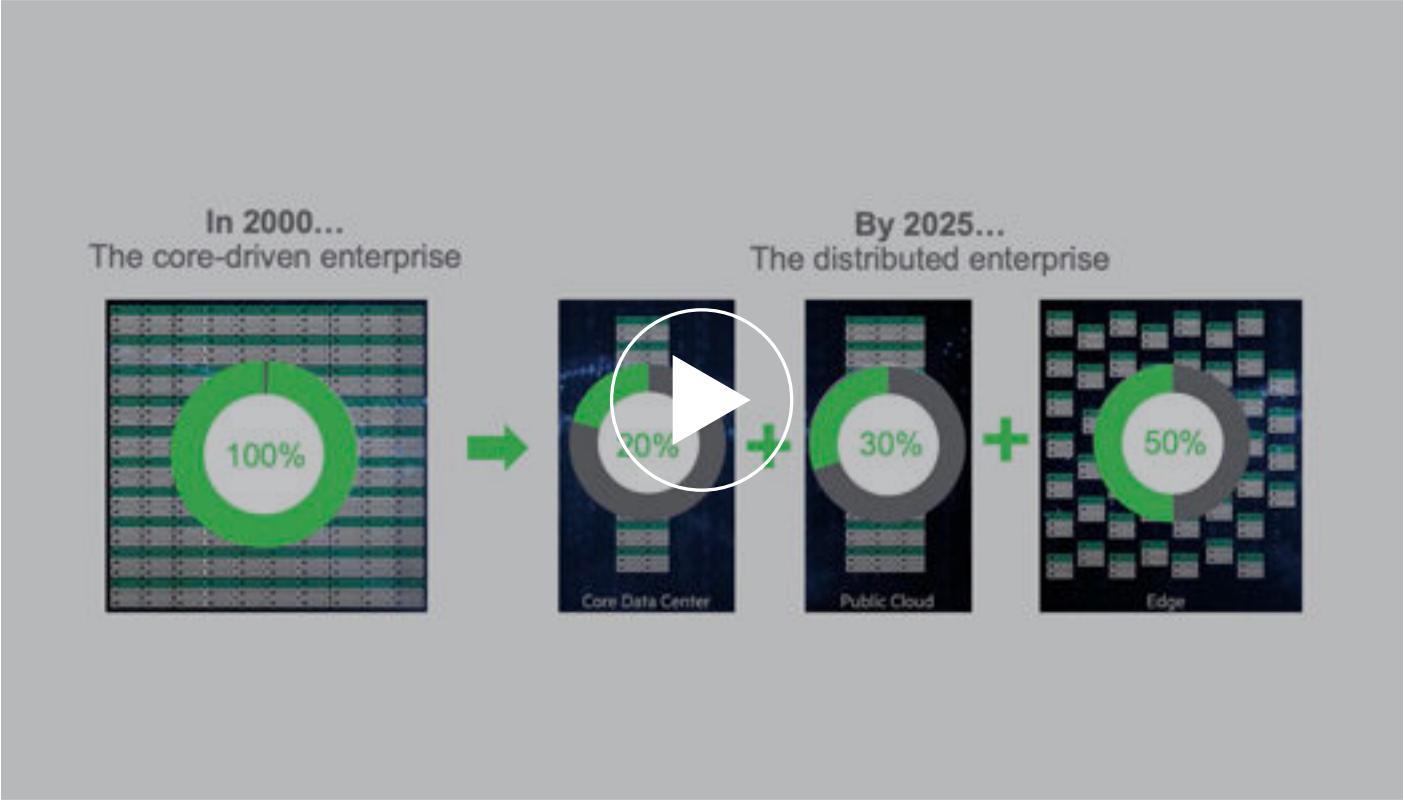 In 2000...
The core-driven enterprise
By 2025...
The distributed enterprise
100%
20%
30%
50%
Core Data Center
Public Cloud
Edge